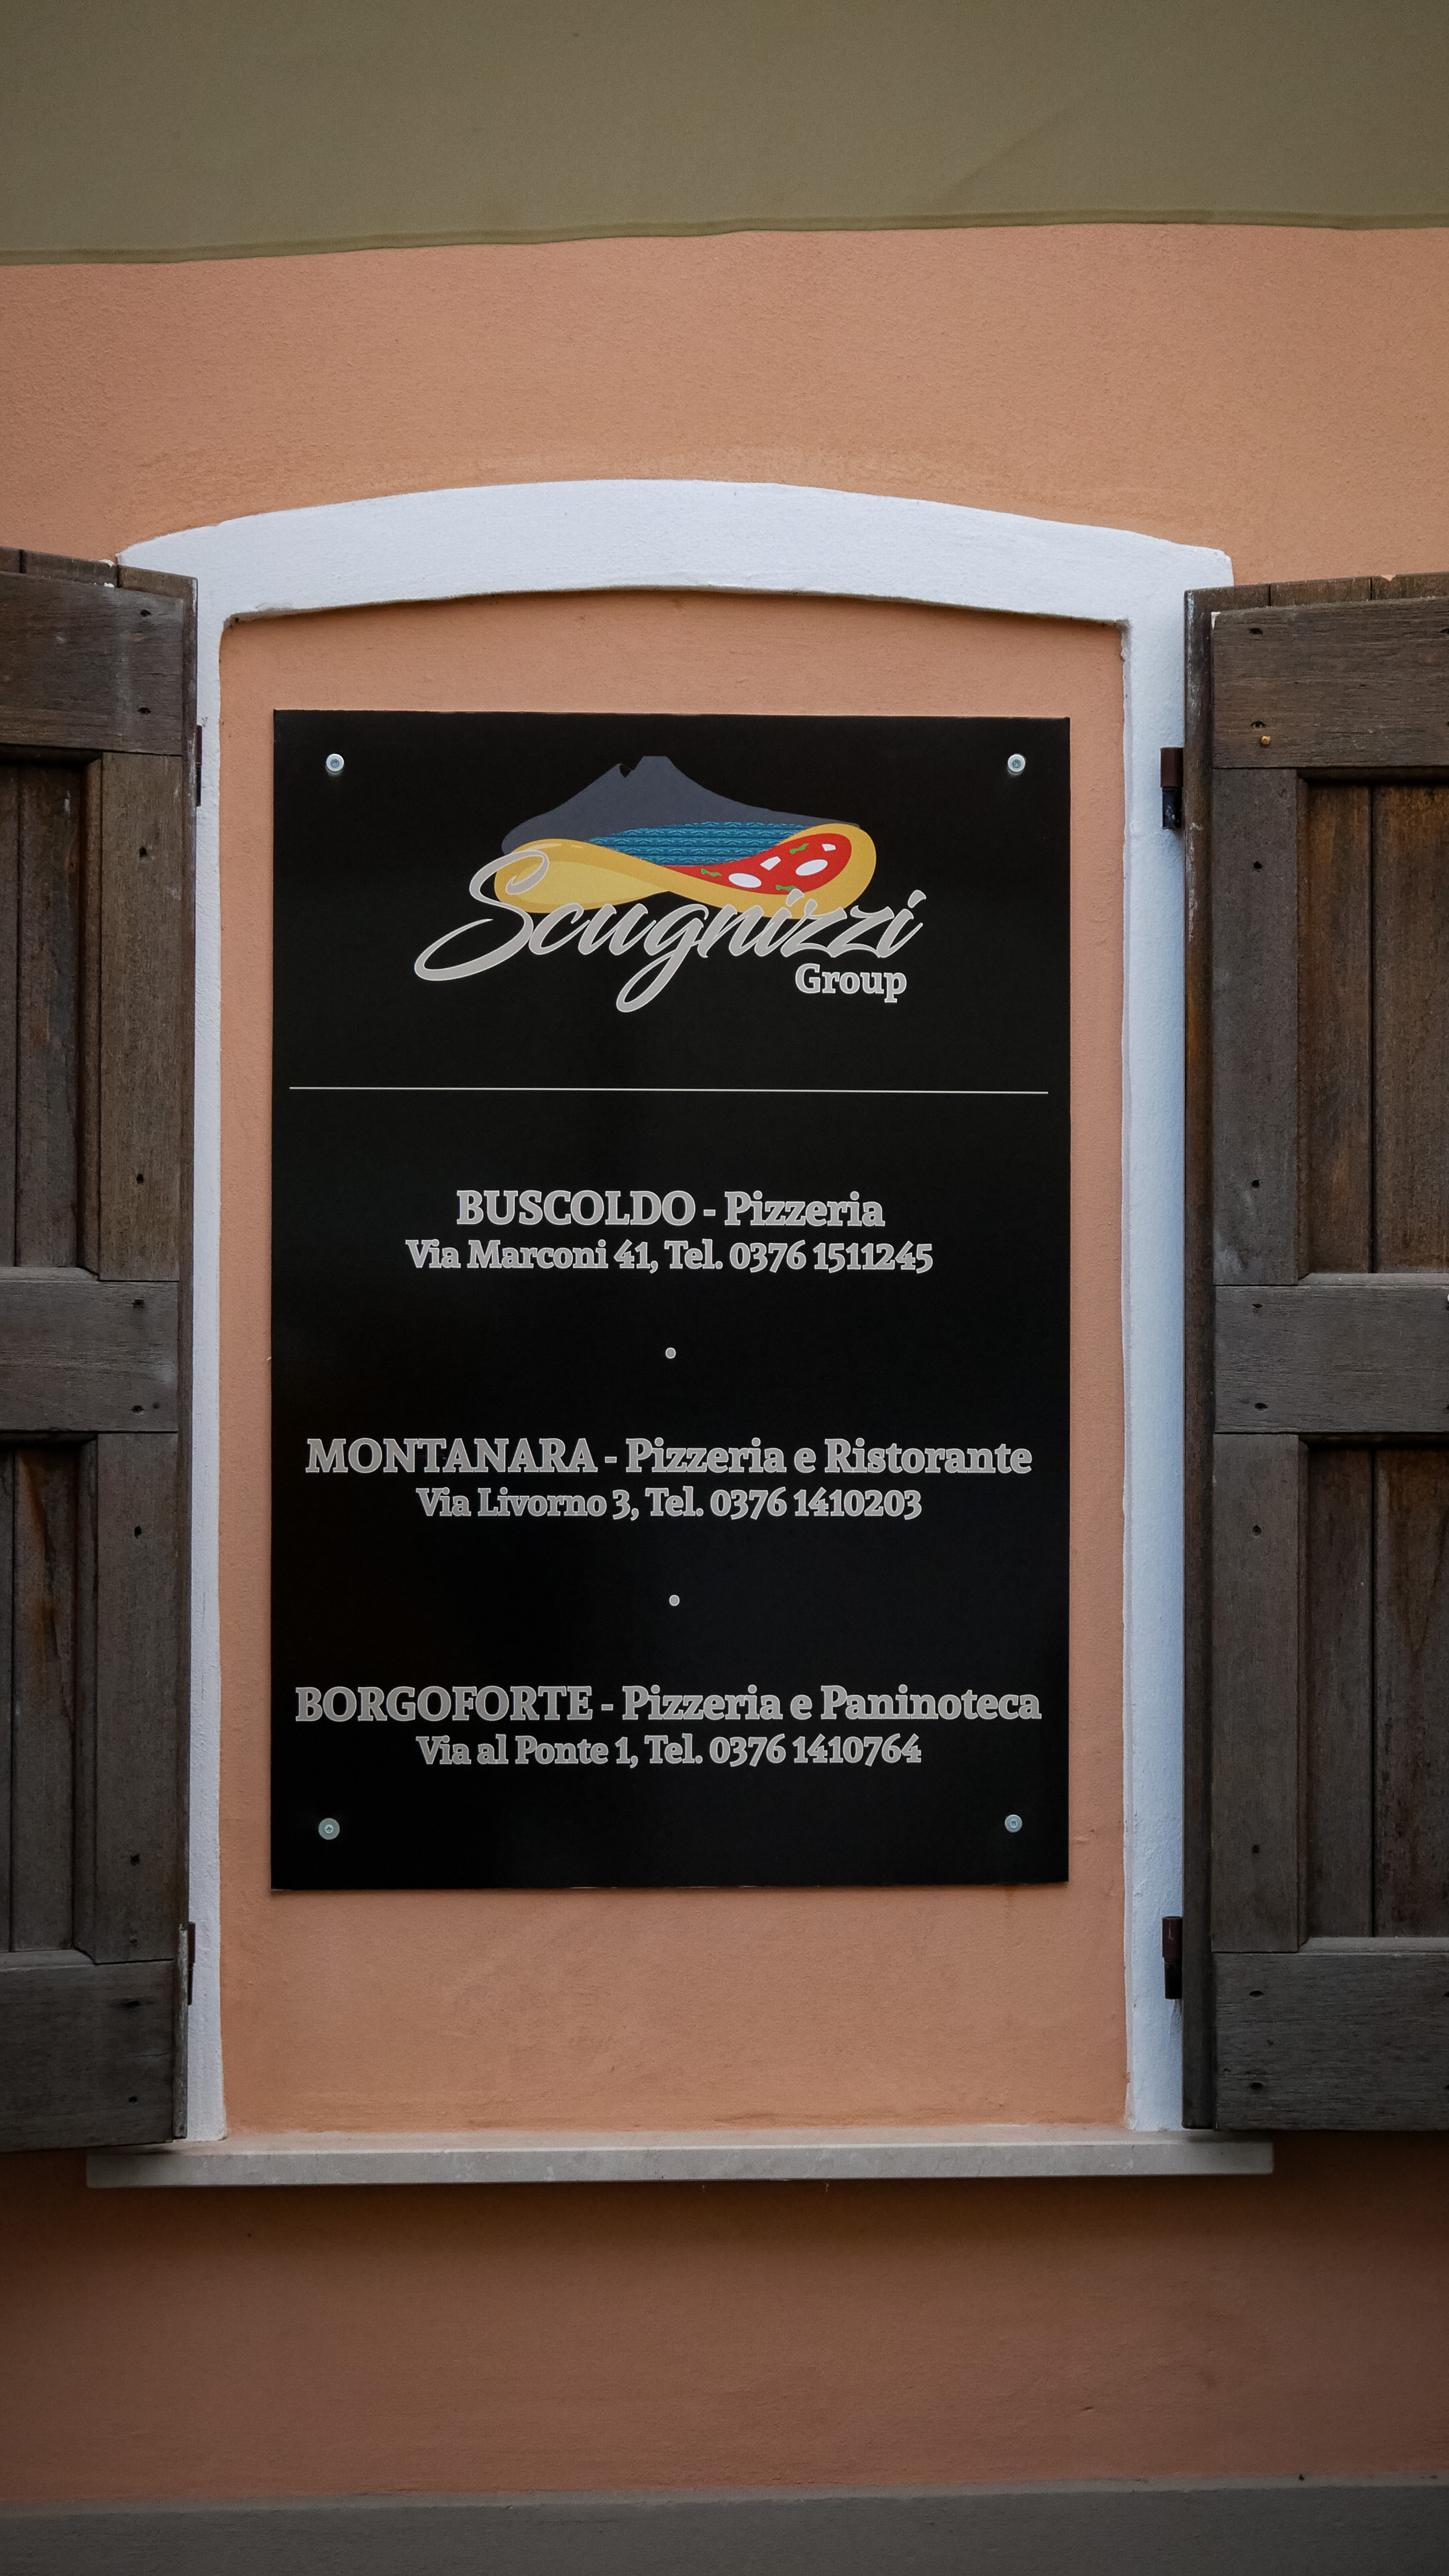 Scugnizzi
Group
BUSCOLDO - Pizzeria
Via Marconi 41, Tel. 0376 1511245
MONTANARA - Pizzeria e Ristorante
Via Livorno 3, Tel. 0376 1410203
BORGOFORTE - Pizzeria e Paninoteca
Via al Ponte 1, Tel. 0376 1410764